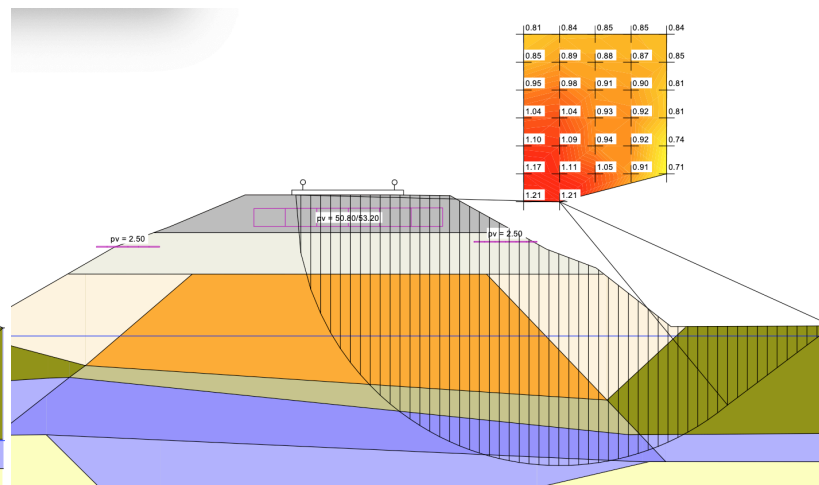 0.81 0.84 0.85 0.85 0.84
0.85 0.89 0.88 0.87 0.85
0.95 0.98 0.91 0.90 0.81
1.04 1.04 0.93 0.92 0.81
1.10 1.09 0.94 0.92 0.74
1.17 1.11 1.05 0.91 0.71
1.21 1.21
pv = 50.80/53.20
pv = 2.50
pv = 2.50